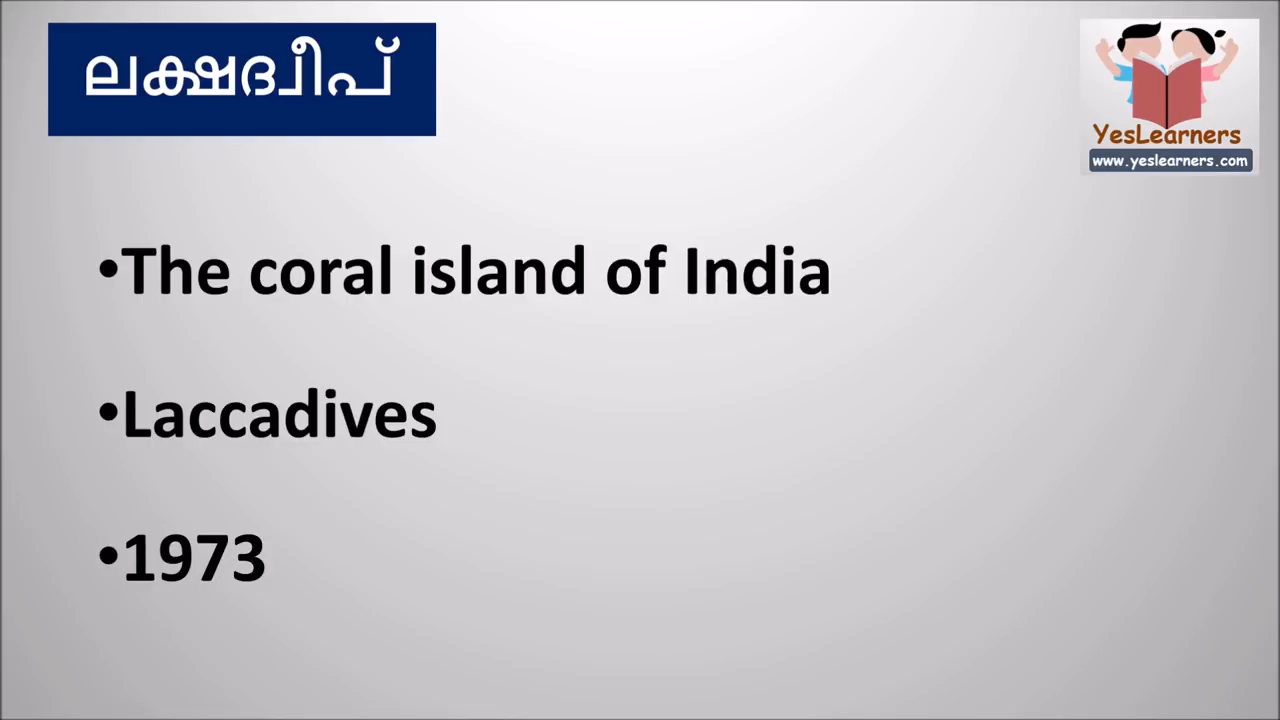 ലക്ഷദ്വീപ്
YesLearners
www.yeslearners.com
•The coral island of India
•Laccadives
•1973